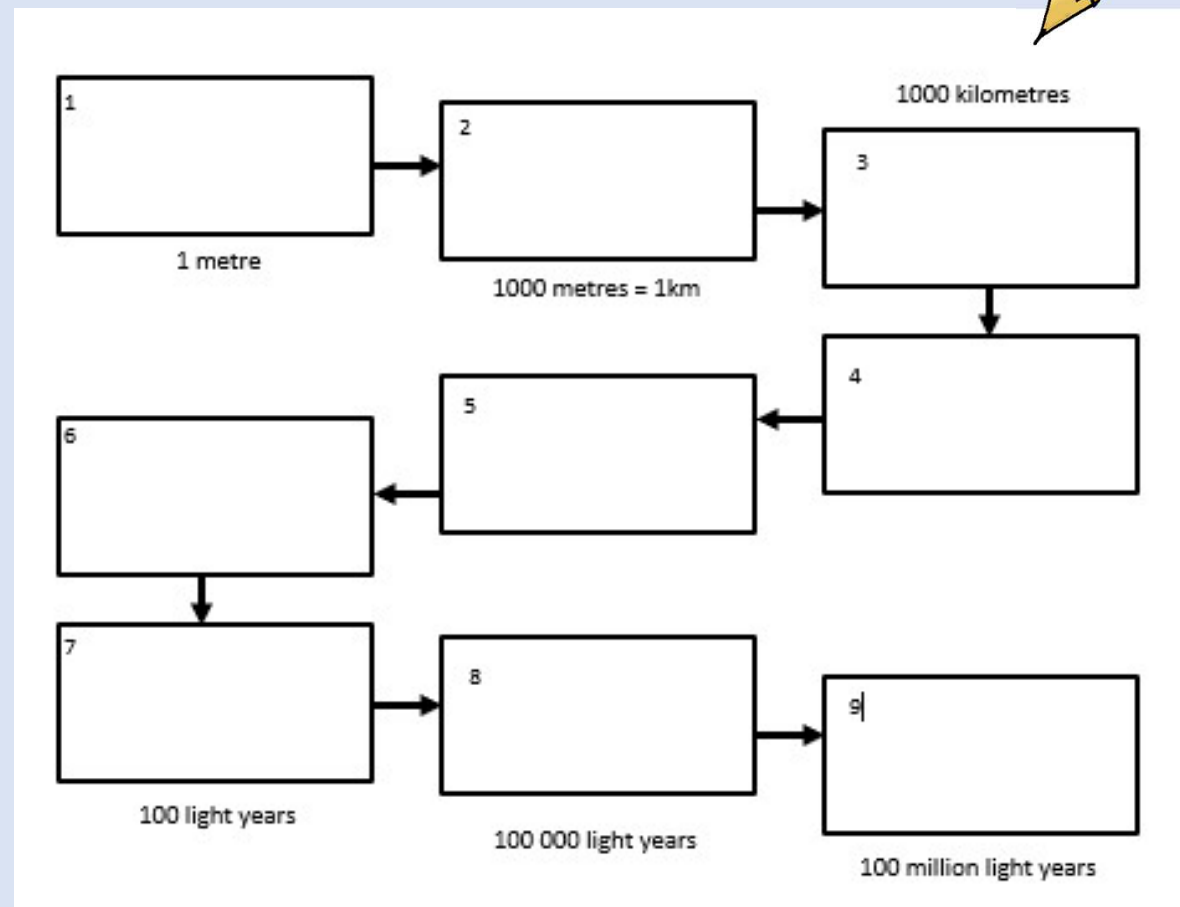 1
1 metre
2
1000 metres = 1km
1000 kilometres
3
4
5
6
7
100 light years
8
100 000 light years
9
100 million light years